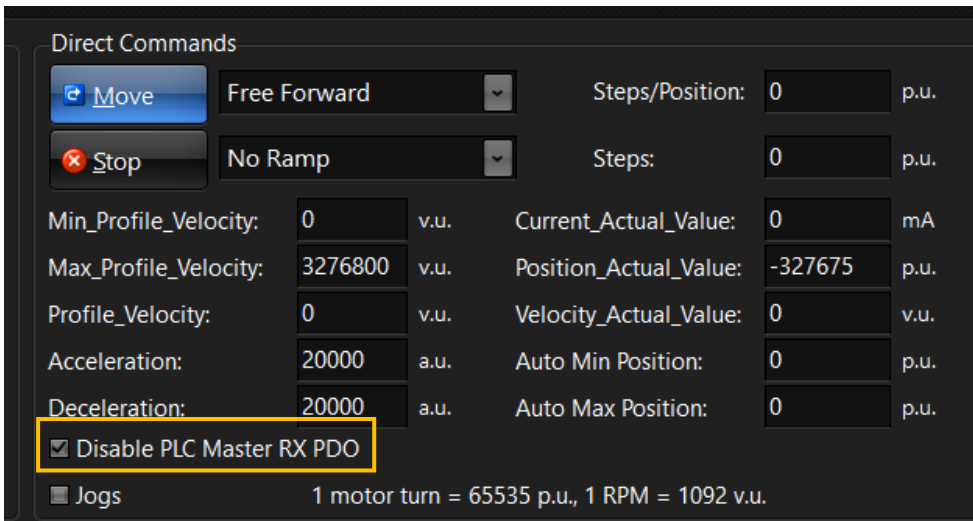 Direct Commands
Move Free Forward Steps/Position: 0 p.u.
Stop No Ramp Steps: 0 p.u.
Min_Profile_Velocity: 0 v.u. Current_Actual_Value: 0 mA
Max_Profile_Velocity: 3276800 v.u. Position_Actual_Value: -327675 p.u.
Profile_Velocity: 0 v.u. Velocity_Actual_Value: 0 v.u.
Acceleration: 20000 a.u. Auto Min Position: 0 p.u.
Deceleration: 20000 a.u. Auto Max Position: 0 p.u.
Disable PLC Master RX PDO
Jogs 1 motor turn = 65535 p.u., 1 RPM = 1092 v.u.